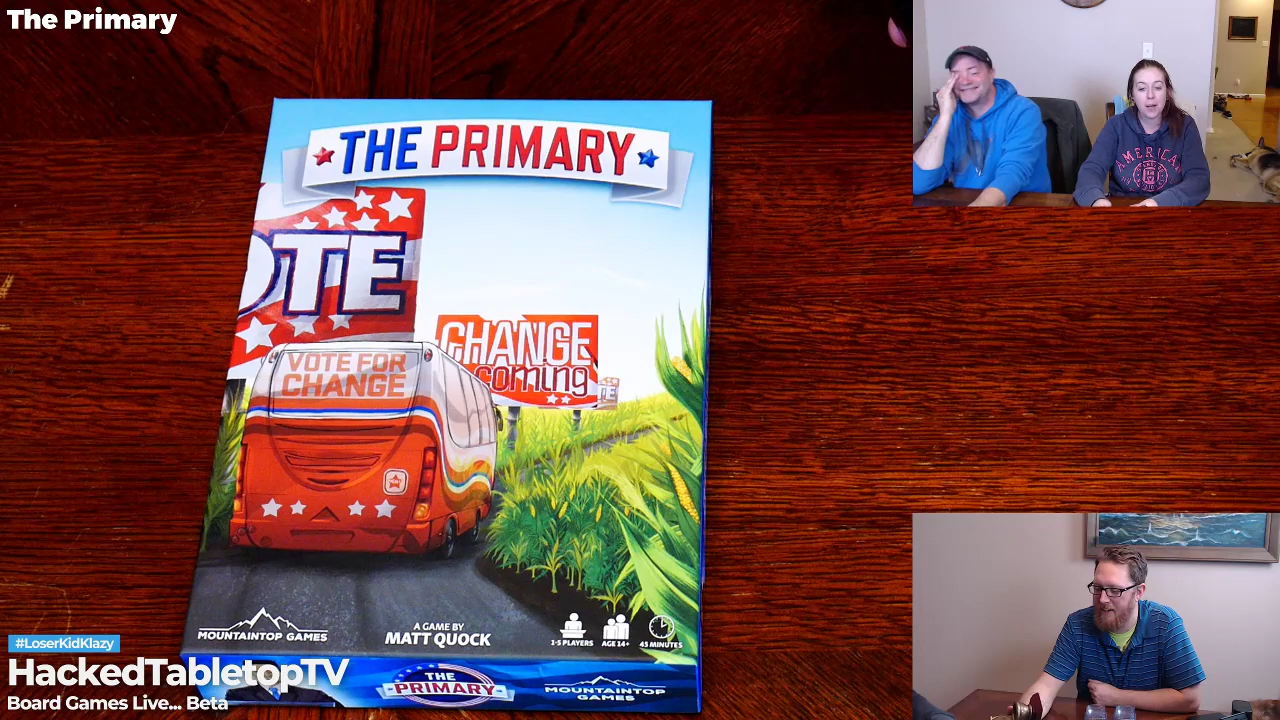 The Primary
THE PRIMARY
OTE
VOTE FOR
CHANGE
CHANGE
coming
A GAME BY
MATT QUOCK
MOUNTAINTOP GAMES
1-5 PLAYERS
AGE 14+
45 MINUTES
THE
PRIMARY
MOUNTAINTOP
GAMES
AMERICAN
#LoserKidKlazy
HackedTabletopTV
Board Games Live... Beta